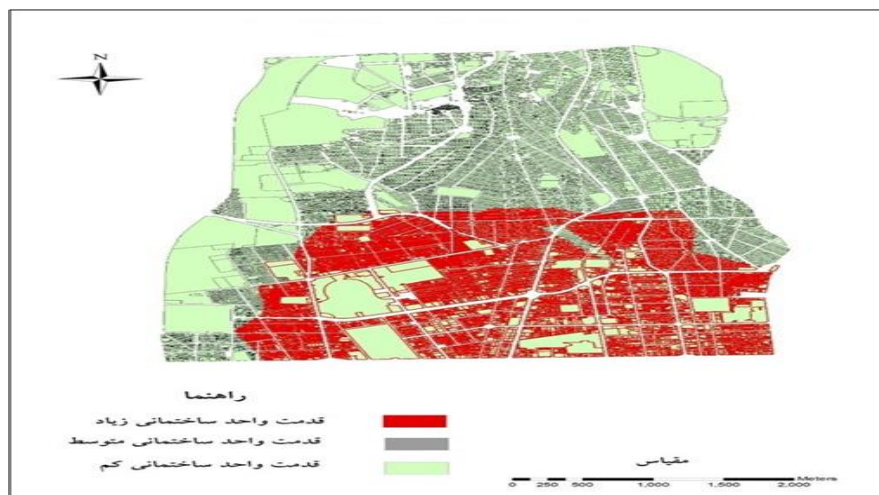 N
راهنما
قدمت واحد ساختمانی زیاد
قدمت واحد ساختمانی متوسط
قدمت واحد ساختمانی کم
مقیاس
0 250 500 1,000 1,500 2,000 Meters